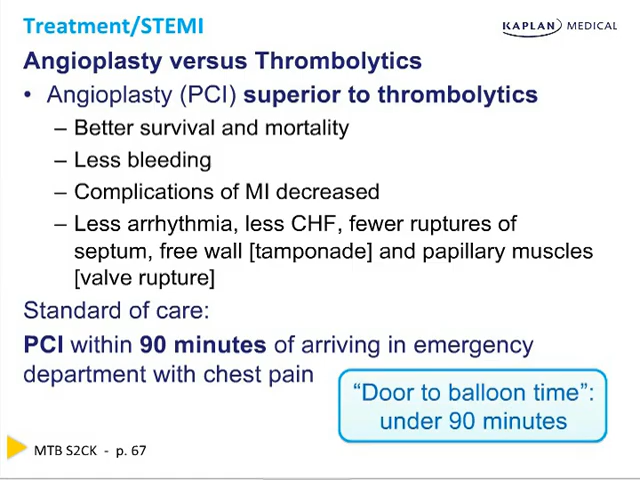 Treatment/STEMI
KAPLAN MEDICAL
Angioplasty versus Thrombolytics
• Angioplasty (PCI) superior to thrombolytics
– Better survival and mortality
– Less bleeding
– Complications of MI decreased
– Less arrhythmia, less CHF, fewer ruptures of
septum, free wall [tamponade] and papillary muscles
[valve rupture]
Standard of care:
PCI within 90 minutes of arriving in emergency
department with chest pain
“Door to balloon time”:
under 90 minutes
MTB S2CK - p. 67